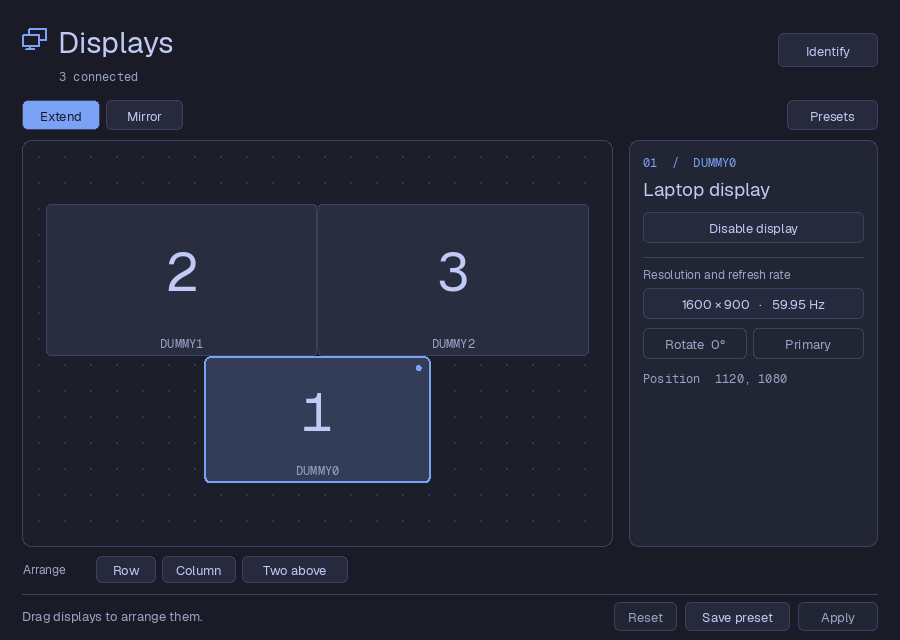 Displays
3 connected
Identify
Extend
Mirror
Presets
2
DUMMY1
3
DUMMY2
1
DUMMY0
01 / DUMMY0
Laptop display
Disable display
Resolution and refresh rate
1600 × 900 · 59.95 Hz
Rotate 0°
Primary
Position 1120, 1080
Arrange
Row
Column
Two above
Drag displays to arrange them.
Reset
Save preset
Apply